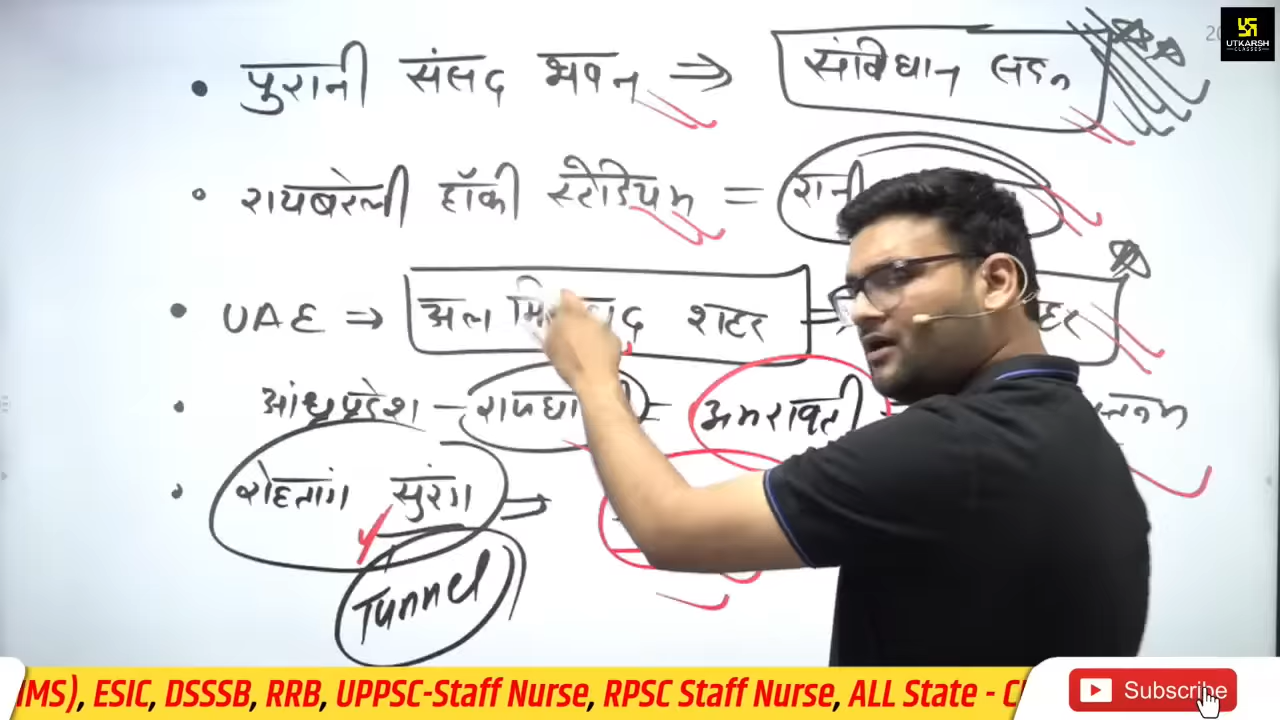 UTKARSH
CLASSES
• पुरानी संसद भवन ⇒ संविधान सदन
• रायबरेली हॉकी स्टेडियम = रानी
• UAE ⇒ अल शहर ⇒
• आंध्रप्रदेश - राजधानी = अमरावती
• रोहतांग सुरंग ⇒
Tunnel
IMS), ESIC, DSSSB, RRB, UPPSC-Staff Nurse, RPSC Staff Nurse, ALL State - C
Subscribe